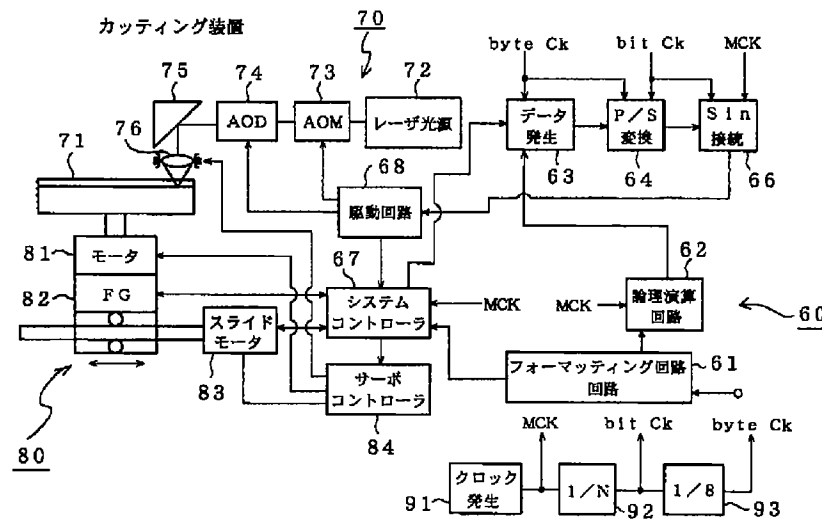 カッティング装置
70
byte Ck
bit Ck
MCK
75
74
73
72
AOD
AOM
レーザ光源
データ
発生
P/S
変換
Sin
接続
76
71
68
63
64
66
駆動回路
81
モータ
67
62
82
FG
システム
コントローラ
MCK
MCK
論理演算
回路
60
スライド
モータ
61
フォーマッティング回路
回路
83
サーボ
コントローラ
84
80
MCK
bit Ck
byte Ck
クロック
発生
1/N
1/8
91
92
93